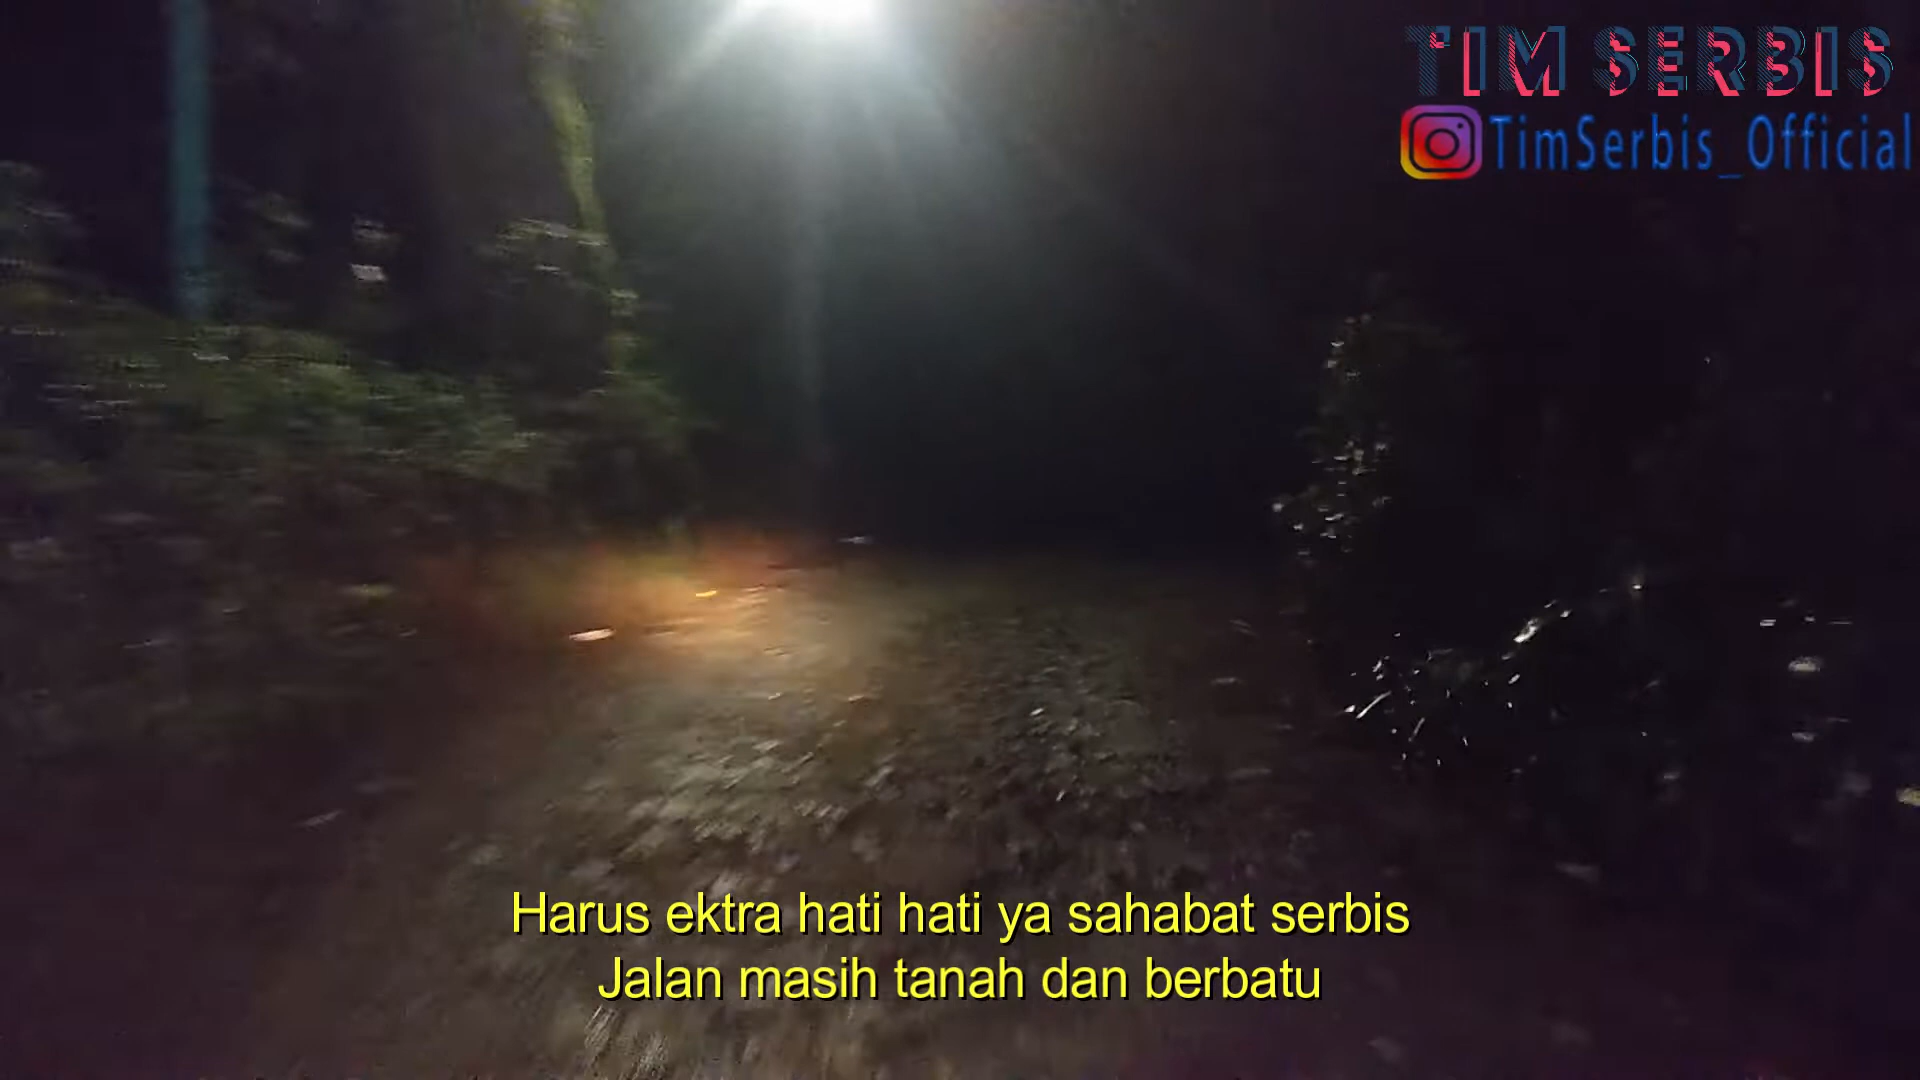 TIM SERBIS
TimSerbis_Official
Harus ektra hati hati ya sahabat serbis
Jalan masih tanah dan berbatu